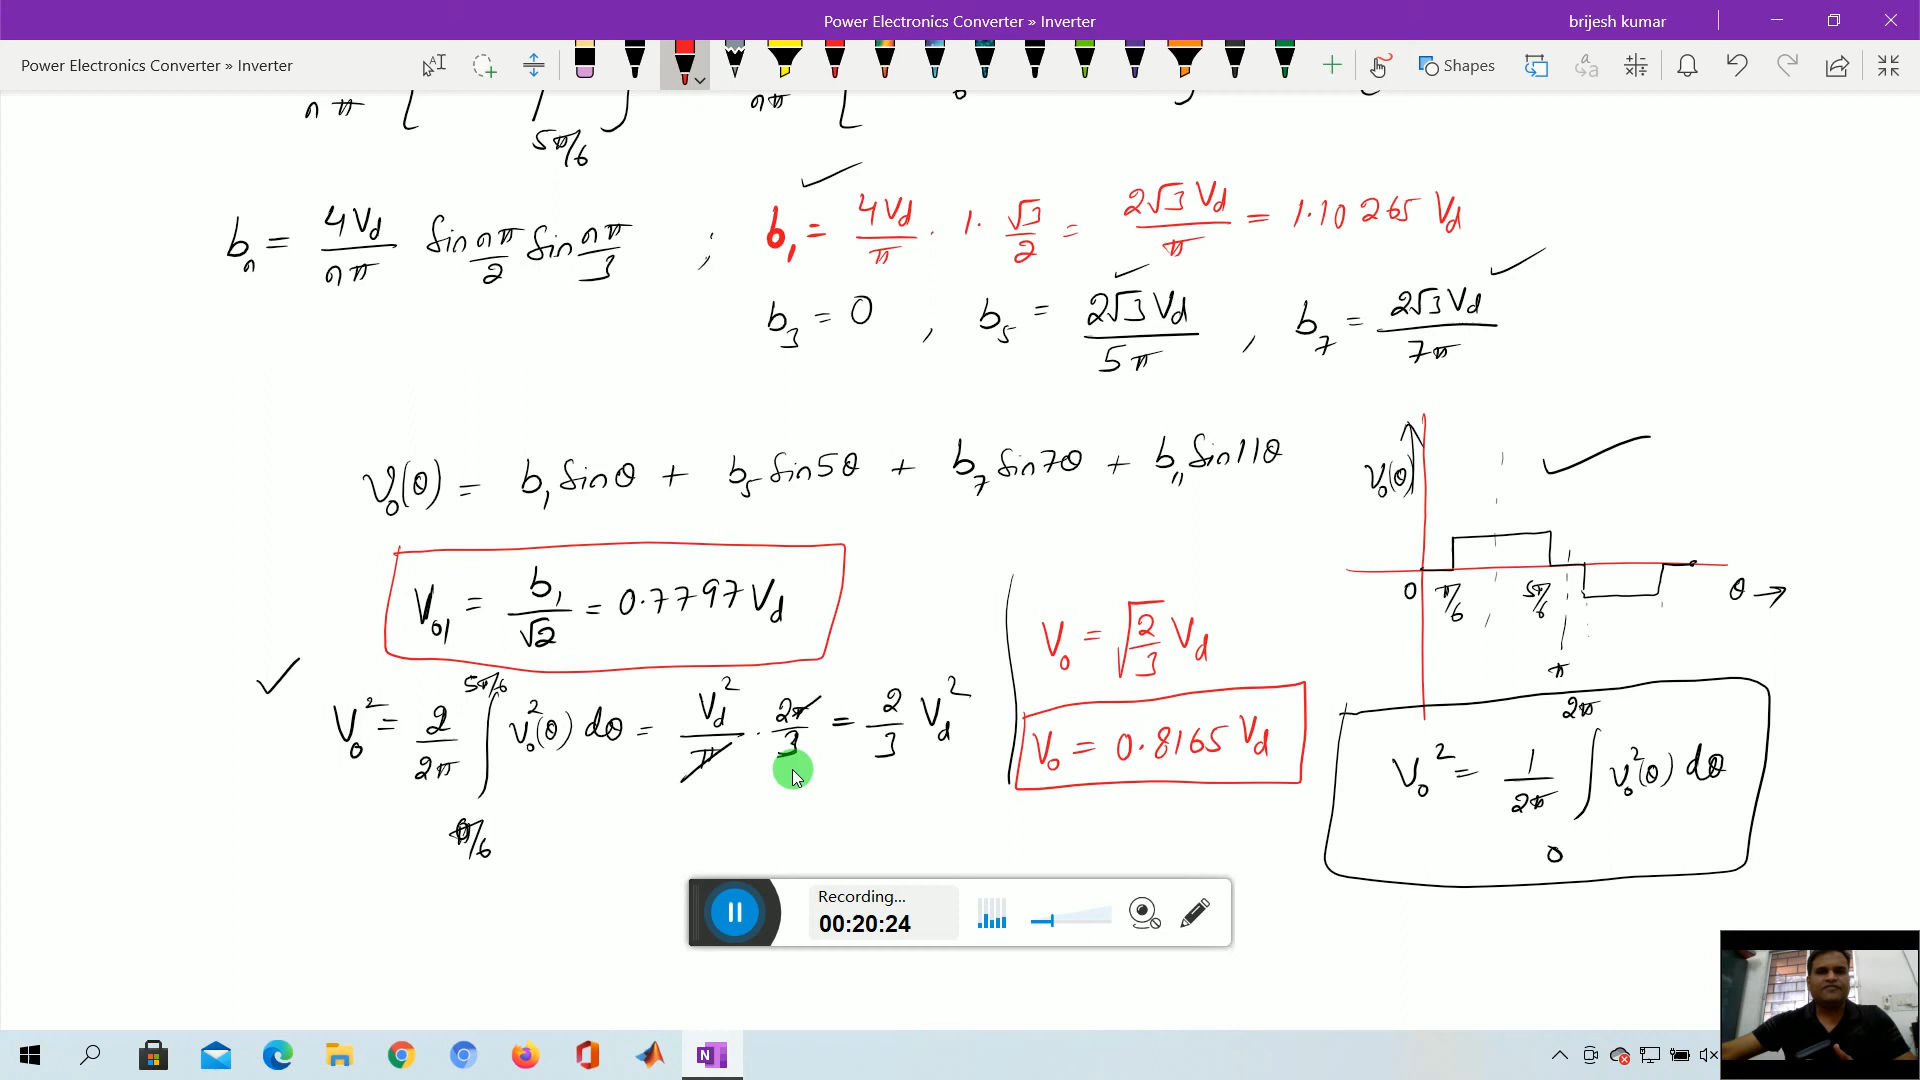 Power Electronics Converter » Inverter
brijesh kumar
Power Electronics Converter » Inverter
Shapes
nπ 5π/6 nπ 0
bₙ = 4Vd/nπ Sin nπ/2 Sin nπ/3 ; b₁ = 4Vd/π · 1 · √3/2 = 2√3 Vd/π = 1.10265 Vd
b₃ = 0 , b₅ = 2√3 Vd/5π , b₇ = 2√3 Vd/7π
V₀(θ) = b₁ Sinθ + b₅ Sin5θ + b₇ Sin7θ + b₁₁ Sin11θ
V₀(θ)
0 π/6 5π/6 π θ →
V₀₁ = b₁/√2 = 0.7797 Vd
V₀ = √(2/3) Vd
V₀² = 2/2π ∫_{π/6}^{5π/6} v₀²(θ) dθ = Vd²/π · 2π/3 = 2/3 Vd²
V₀ = 0.8165 Vd
V₀² = 1/2π ∫_0^{2π} v₀²(θ) dθ
Recording...
00:20:24